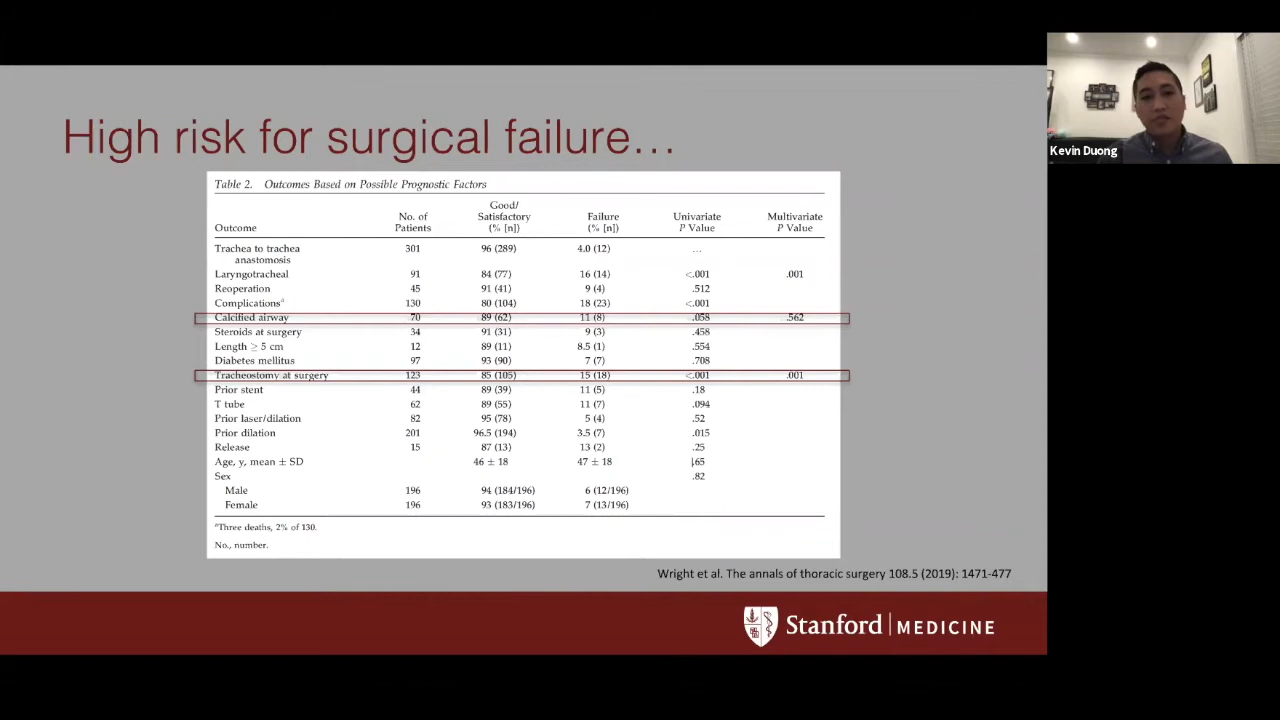 High risk for surgical failure...
Kevin Duong
Table 2. Outcomes Based on Possible Prognostic Factors
Outcome No. of Patients Good/ Satisfactory (% [n]) Failure (% [n]) Univariate P Value Multivariate P Value
Trachea to trachea anastomosis 301 96 (289) 4.0 (12) ...
Laryngotracheal 91 84 (77) 16 (14) <.001 .001
Reoperation 45 91 (41) 9 (4) .512
Complicationsa 130 80 (104) 18 (23) <.001
Calcified airway 70 89 (62) 11 (8) .058 .562
Steroids at surgery 34 91 (31) 9 (3) .458
Length ≥ 5 cm 12 89 (11) 8.5 (1) .554
Diabetes mellitus 97 93 (90) 7 (7) .708
Tracheostomy at surgery 123 85 (105) 15 (18) <.001 .001
Prior stent 44 89 (39) 11 (5) .18
T tube 62 89 (55) 11 (7) .094
Prior laser/dilation 82 95 (78) 5 (4) .52
Prior dilation 201 96.5 (194) 3.5 (7) .015
Release 15 87 (13) 13 (2) .25
Age, y, mean ± SD 46 ± 18 47 ± 18 .65
Sex .82
Male 196 94 (184/196) 6 (12/196)
Female 196 93 (183/196) 7 (13/196)
aThree deaths, 2% of 130.
No., number.
Wright et al. The annals of thoracic surgery 108.5 (2019): 1471-477
Stanford MEDICINE